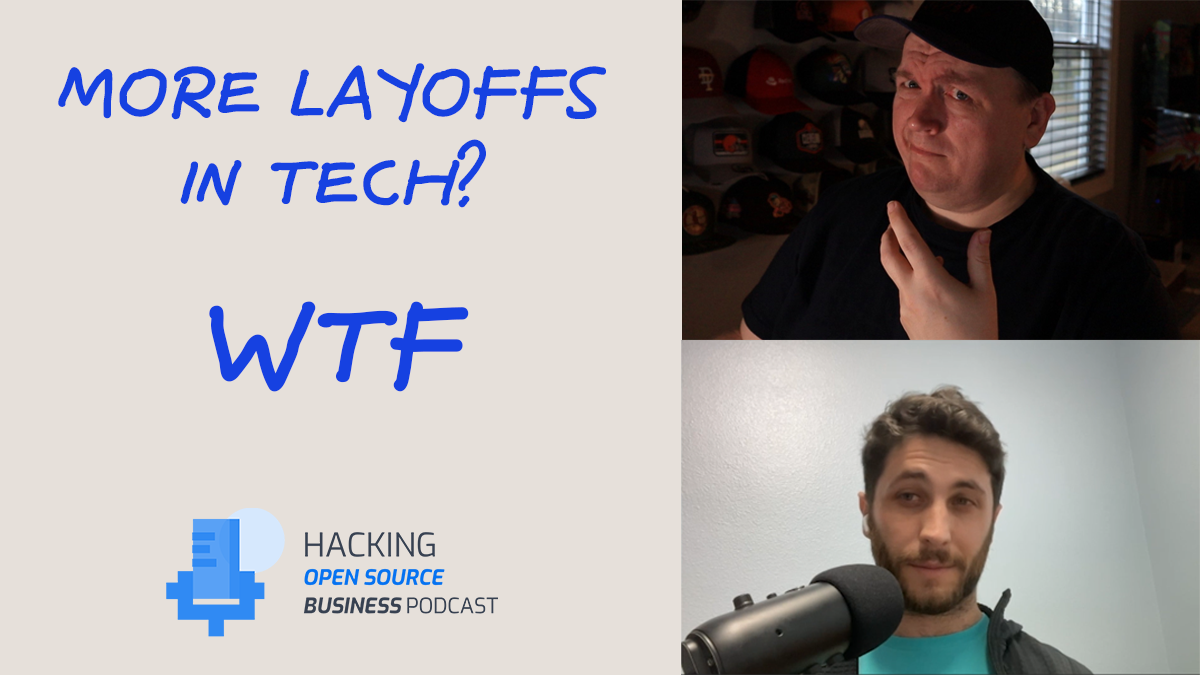 MORE LAYOFFS
IN TECH?
WTF
HACKING
OPEN SOURCE
BUSINESS PODCAST